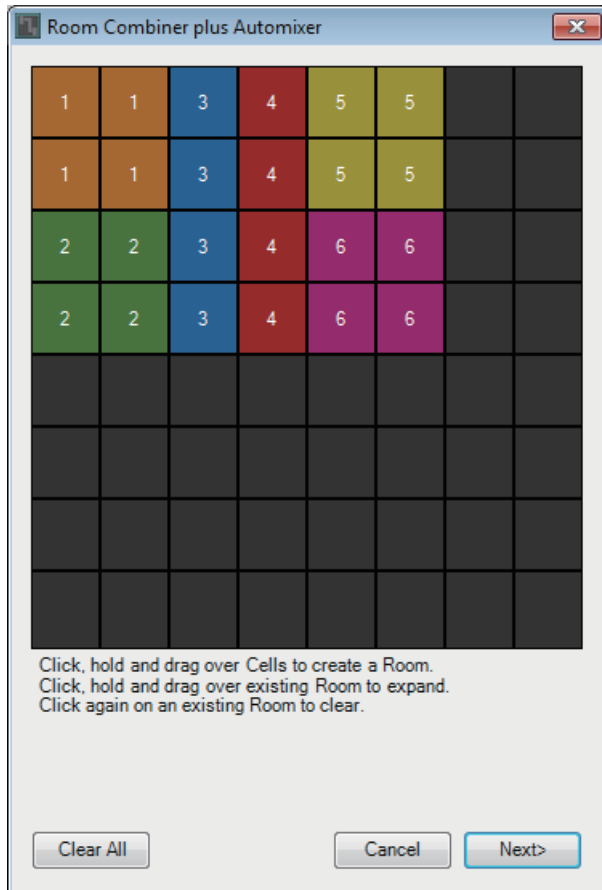 Room Combiner plus Automixer
1 1 3 4 5 5
1 1 3 4 5 5
2 2 3 4 6 6
2 2 3 4 6 6
Click, hold and drag over Cells to create a Room.
Click, hold and drag over existing Room to expand.
Click again on an existing Room to clear.
Clear All Cancel Next>